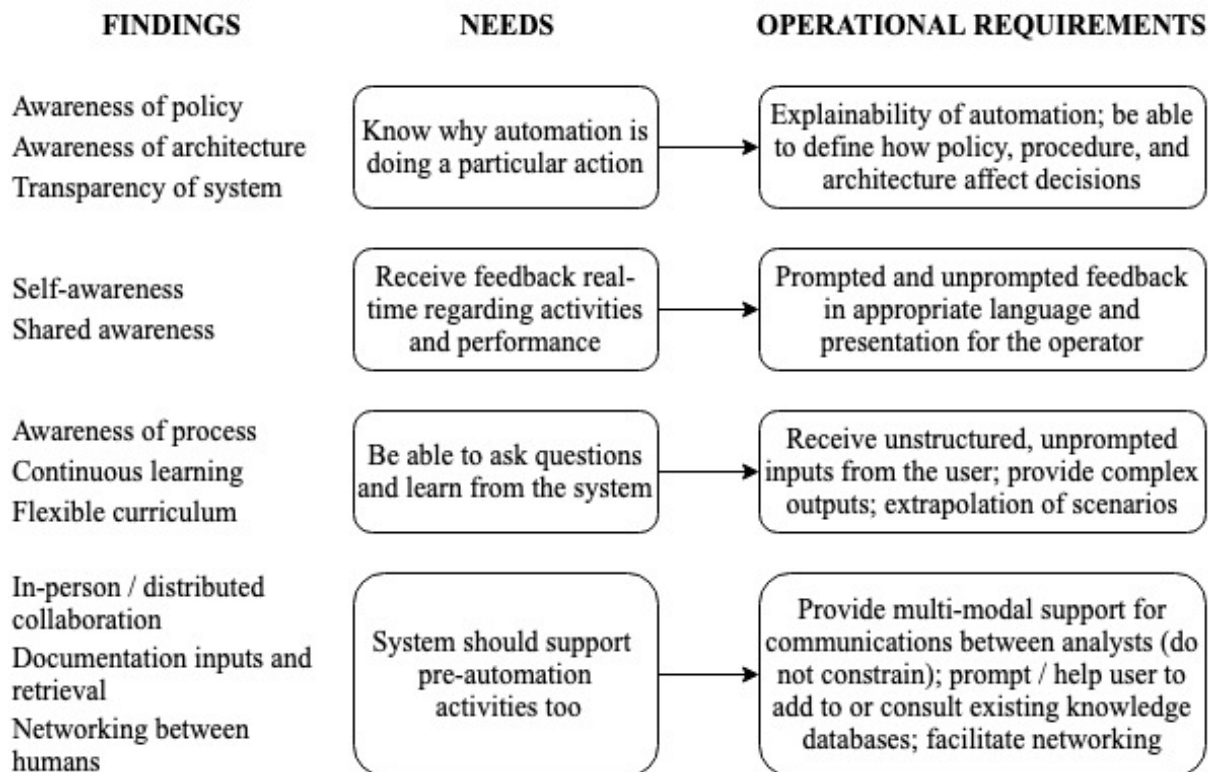 FINDINGS
NEEDS
OPERATIONAL REQUIREMENTS
Awareness of policy
Awareness of architecture
Transparency of system
Know why automation is
doing a particular action
Explainability of automation; be able
to define how policy, procedure, and
architecture affect decisions
Self-awareness
Shared awareness
Receive feedback real-
time regarding activities
and performance
Prompted and unprompted feedback
in appropriate language and
presentation for the operator
Awareness of process
Continuous learning
Flexible curriculum
Be able to ask questions
and learn from the system
Receive unstructured, unprompted
inputs from the user; provide complex
outputs; extrapolation of scenarios
In-person / distributed
collaboration
Documentation inputs and
retrieval
Networking between
humans
System should support
pre-automation
activities too
Provide multi-modal support for
communications between analysts (do
not constrain); prompt / help user to
add to or consult existing knowledge
databases; facilitate networking